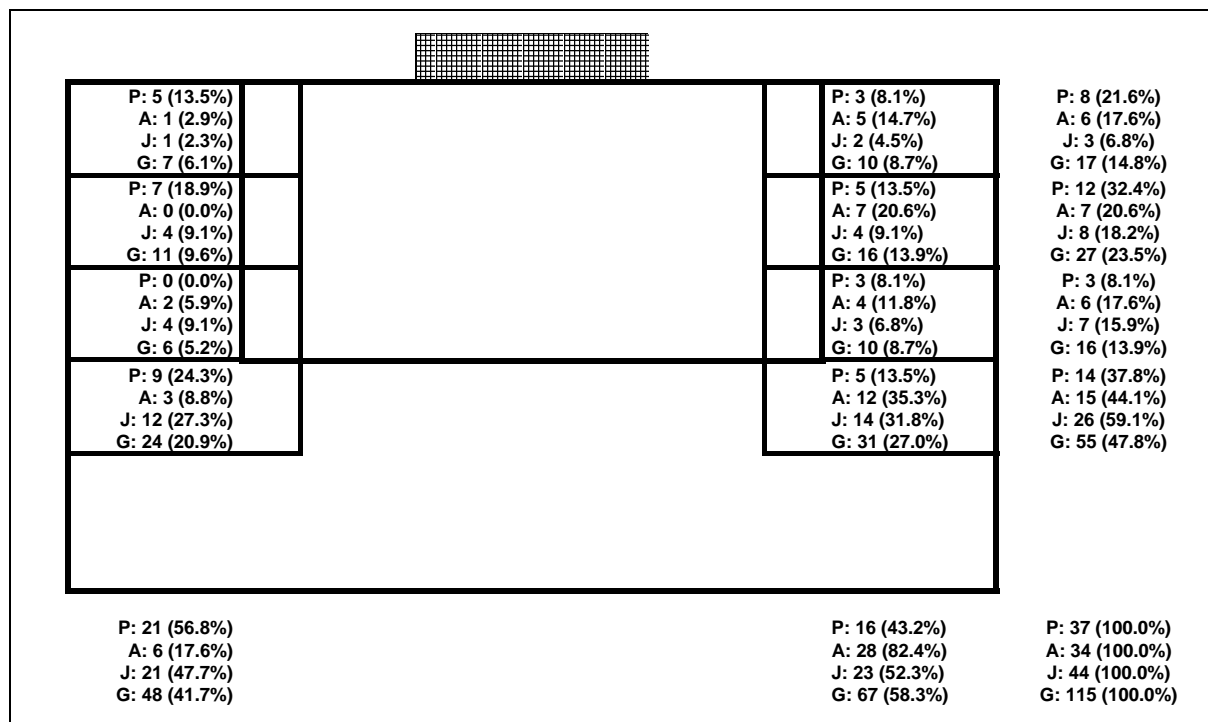 P: 5 (13.5%)
A: 1 (2.9%)
J: 1 (2.3%)
G: 7 (6.1%)
P: 3 (8.1%)
A: 5 (14.7%)
J: 2 (4.5%)
G: 10 (8.7%)
P: 8 (21.6%)
A: 6 (17.6%)
J: 3 (6.8%)
G: 17 (14.8%)
P: 7 (18.9%)
A: 0 (0.0%)
J: 4 (9.1%)
G: 11 (9.6%)
P: 5 (13.5%)
A: 7 (20.6%)
J: 4 (9.1%)
G: 16 (13.9%)
P: 12 (32.4%)
A: 7 (20.6%)
J: 8 (18.2%)
G: 27 (23.5%)
P: 0 (0.0%)
A: 2 (5.9%)
J: 4 (9.1%)
G: 6 (5.2%)
P: 3 (8.1%)
A: 4 (11.8%)
J: 3 (6.8%)
G: 10 (8.7%)
P: 3 (8.1%)
A: 6 (17.6%)
J: 7 (15.9%)
G: 16 (13.9%)
P: 9 (24.3%)
A: 3 (8.8%)
J: 12 (27.3%)
G: 24 (20.9%)
P: 5 (13.5%)
A: 12 (35.3%)
J: 14 (31.8%)
G: 31 (27.0%)
P: 14 (37.8%)
A: 15 (44.1%)
J: 26 (59.1%)
G: 55 (47.8%)
P: 21 (56.8%)
A: 6 (17.6%)
J: 21 (47.7%)
G: 48 (41.7%)
P: 16 (43.2%)
A: 28 (82.4%)
J: 23 (52.3%)
G: 67 (58.3%)
P: 37 (100.0%)
A: 34 (100.0%)
J: 44 (100.0%)
G: 115 (100.0%)